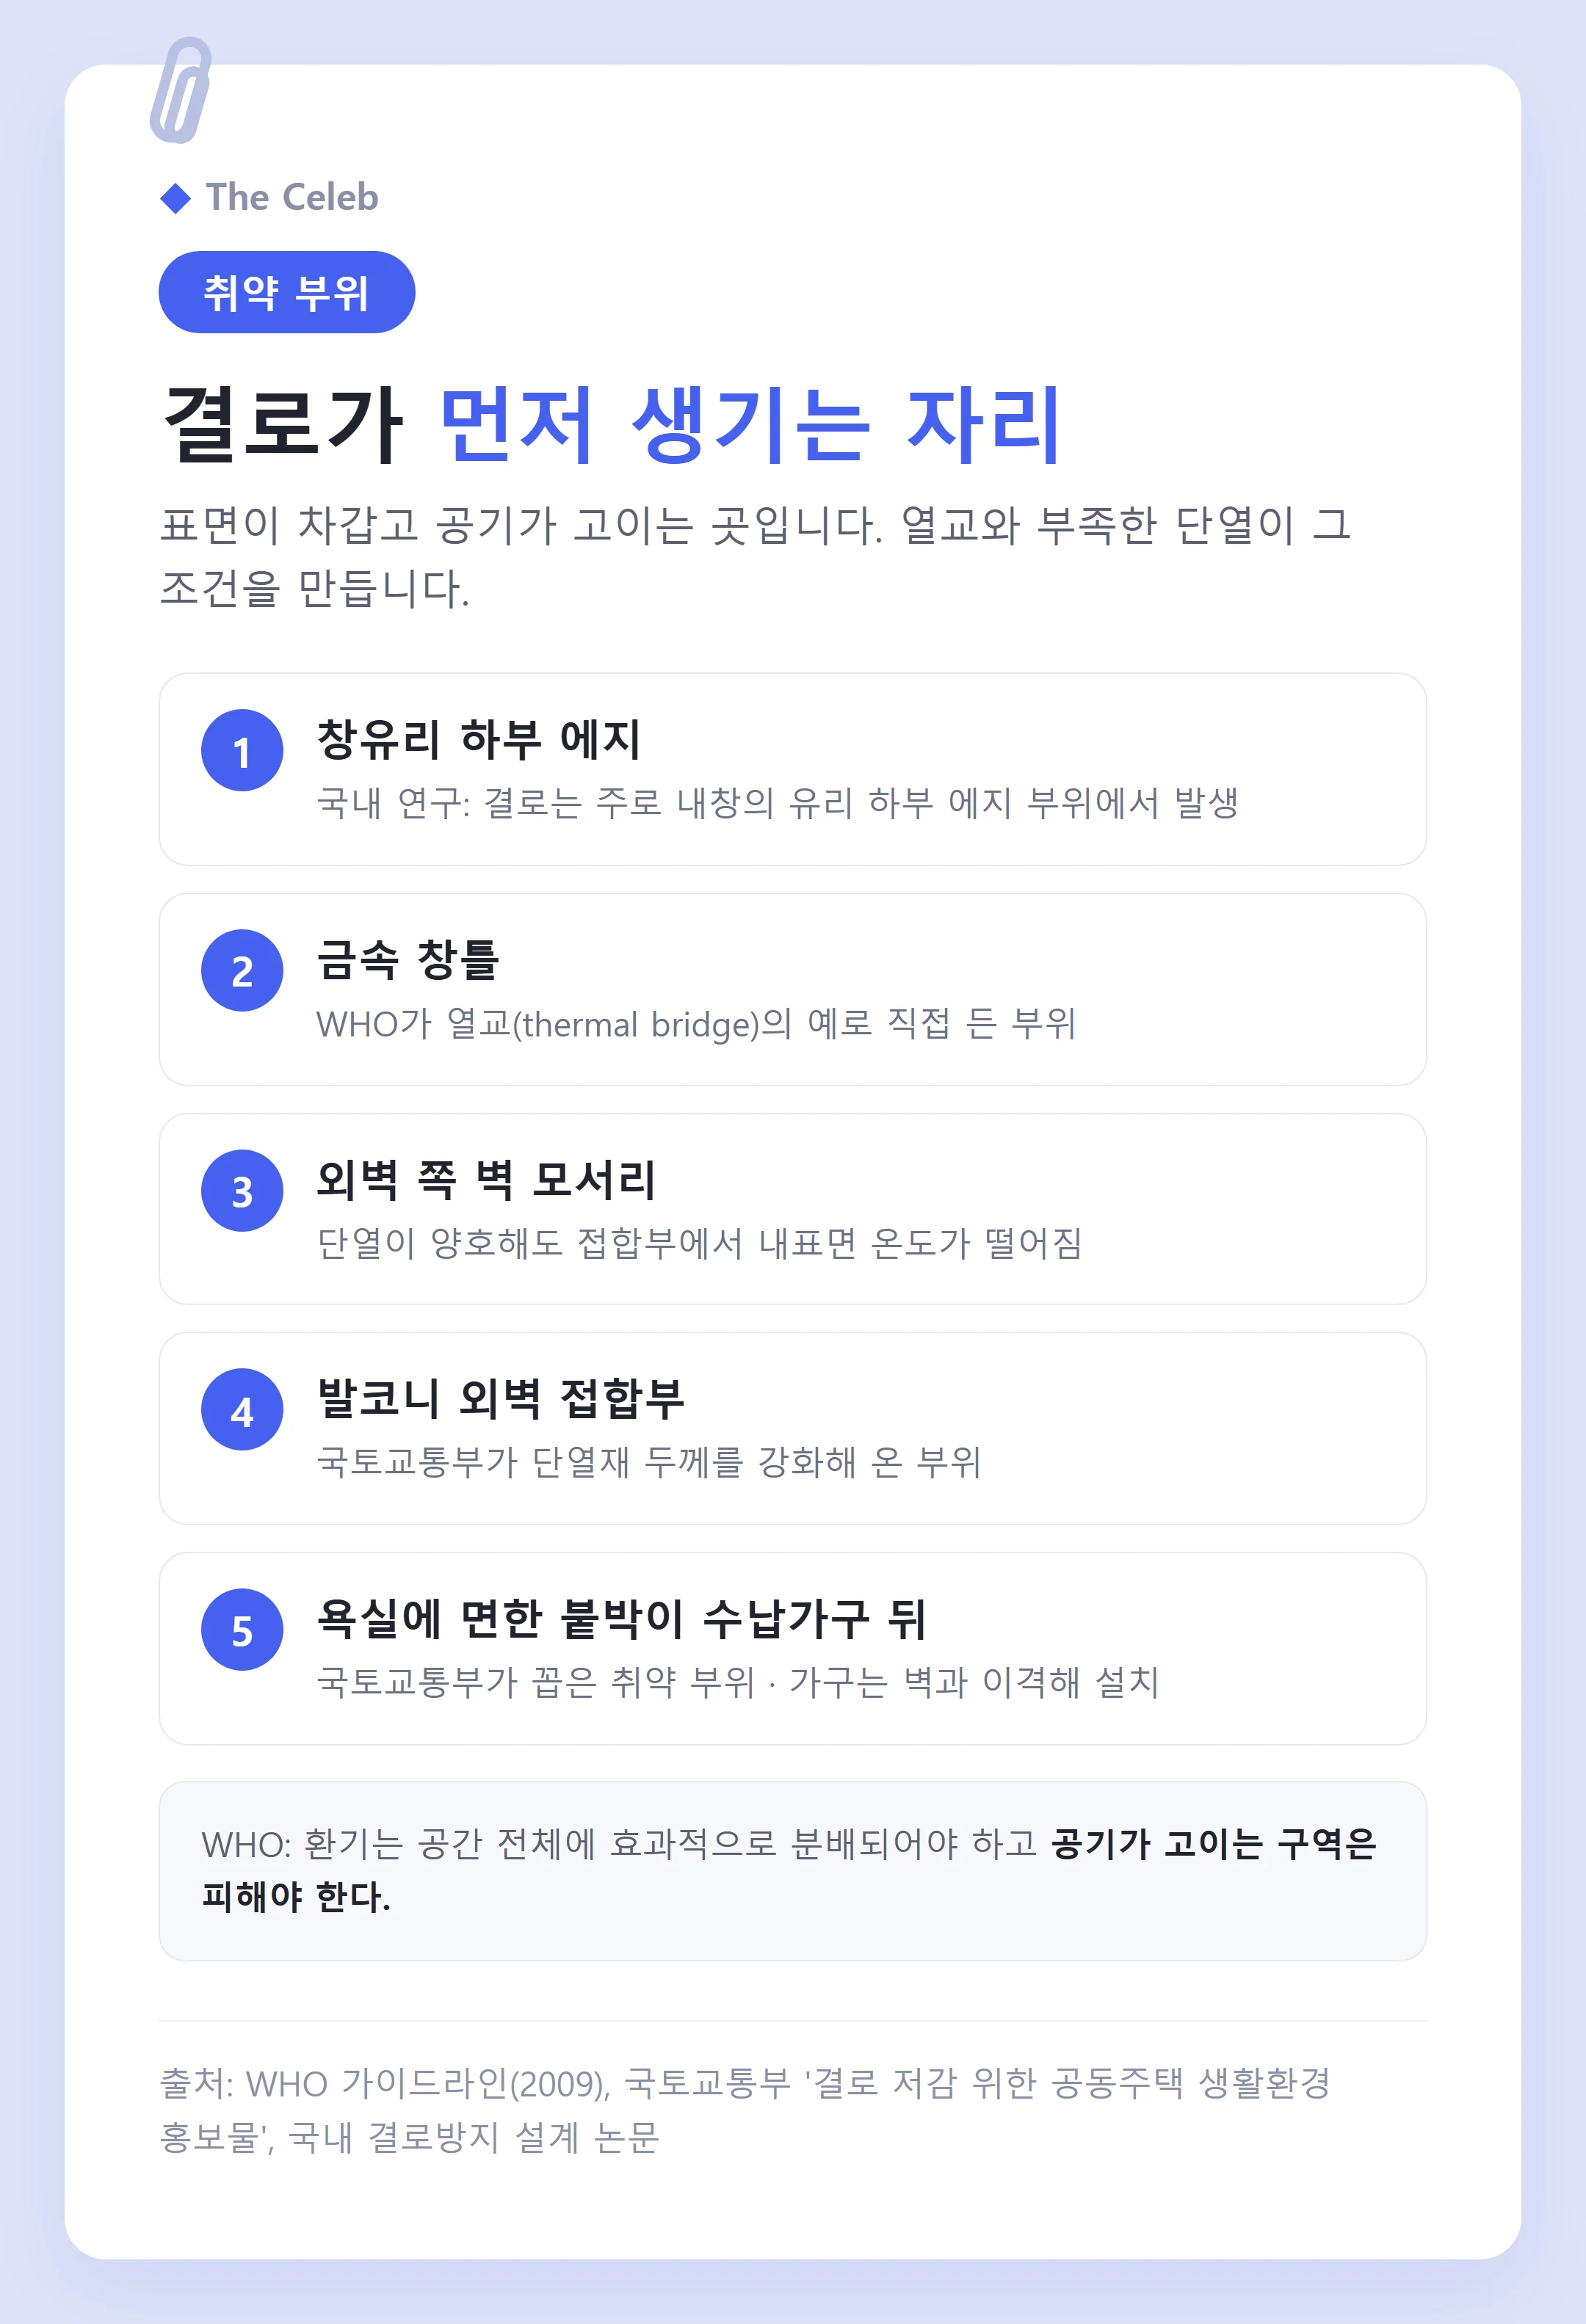 The Celeb
취약 부위
결로가 먼저 생기는 자리
표면이 차갑고 공기가 고이는 곳입니다. 열교와 부족한 단열이 그
조건을 만듭니다.
1
창유리 하부 에지
국내 연구: 결로는 주로 내창의 유리 하부 에지 부위에서 발생
2
금속 창틀
WHO가 열교(thermal bridge)의 예로 직접 든 부위
3
외벽 쪽 벽 모서리
단열이 양호해도 접합부에서 내표면 온도가 떨어짐
4
발코니 외벽 접합부
국토교통부가 단열재 두께를 강화해 온 부위
5
욕실에 면한 붙박이 수납가구 뒤
국토교통부가 꼽은 취약 부위 · 가구는 벽과 이격해 설치
WHO: 환기는 공간 전체에 효과적으로 분배되어야 하고 공기가 고이는 구역은
피해야 한다.
출처: WHO 가이드라인(2009), 국토교통부 '결로 저감 위한 공동주택 생활환경
홍보물', 국내 결로방지 설계 논문